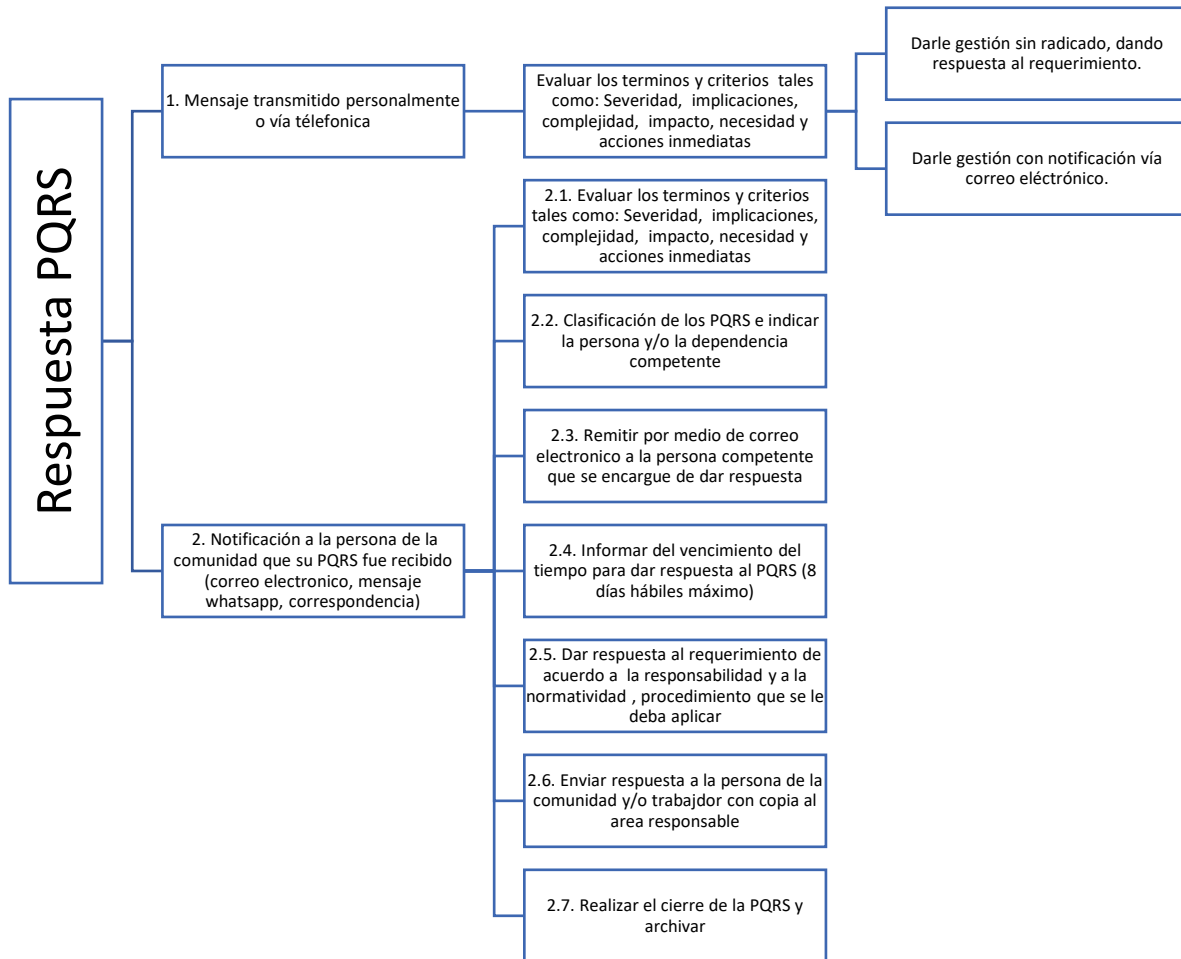 Respuesta PQRS
1. Mensaje transmitido personalmente
o vía télefonica
Evaluar los terminos y criterios tales
como: Severidad, implicaciones,
complejidad, impacto, necesidad y
acciones inmediatas
Darle gestión sin radicado, dando
respuesta al requerimiento.
Darle gestión con notificación vía
correo eléctrónico.
2. Notificación a la persona de la
comunidad que su PQRS fue recibido
(correo electronico, mensaje
whatsapp, correspondencia)
2.1. Evaluar los terminos y criterios
tales como: Severidad, implicaciones,
complejidad, impacto, necesidad y
acciones inmediatas
2.2. Clasificación de los PQRS e indicar
la persona y/o la dependencia
competente
2.3. Remitir por medio de correo
electronico a la persona competente
que se encargue de dar respuesta
2.4. Informar del vencimiento del
tiempo para dar respuesta al PQRS (8
días hábiles máximo)
2.5. Dar respuesta al requerimiento de
acuerdo a la responsabilidad y a la
normatividad , procedimiento que se le
deba aplicar
2.6. Enviar respuesta a la persona de la
comunidad y/o trabajdor con copia al
area responsable
2.7. Realizar el cierre de la PQRS y
archivar